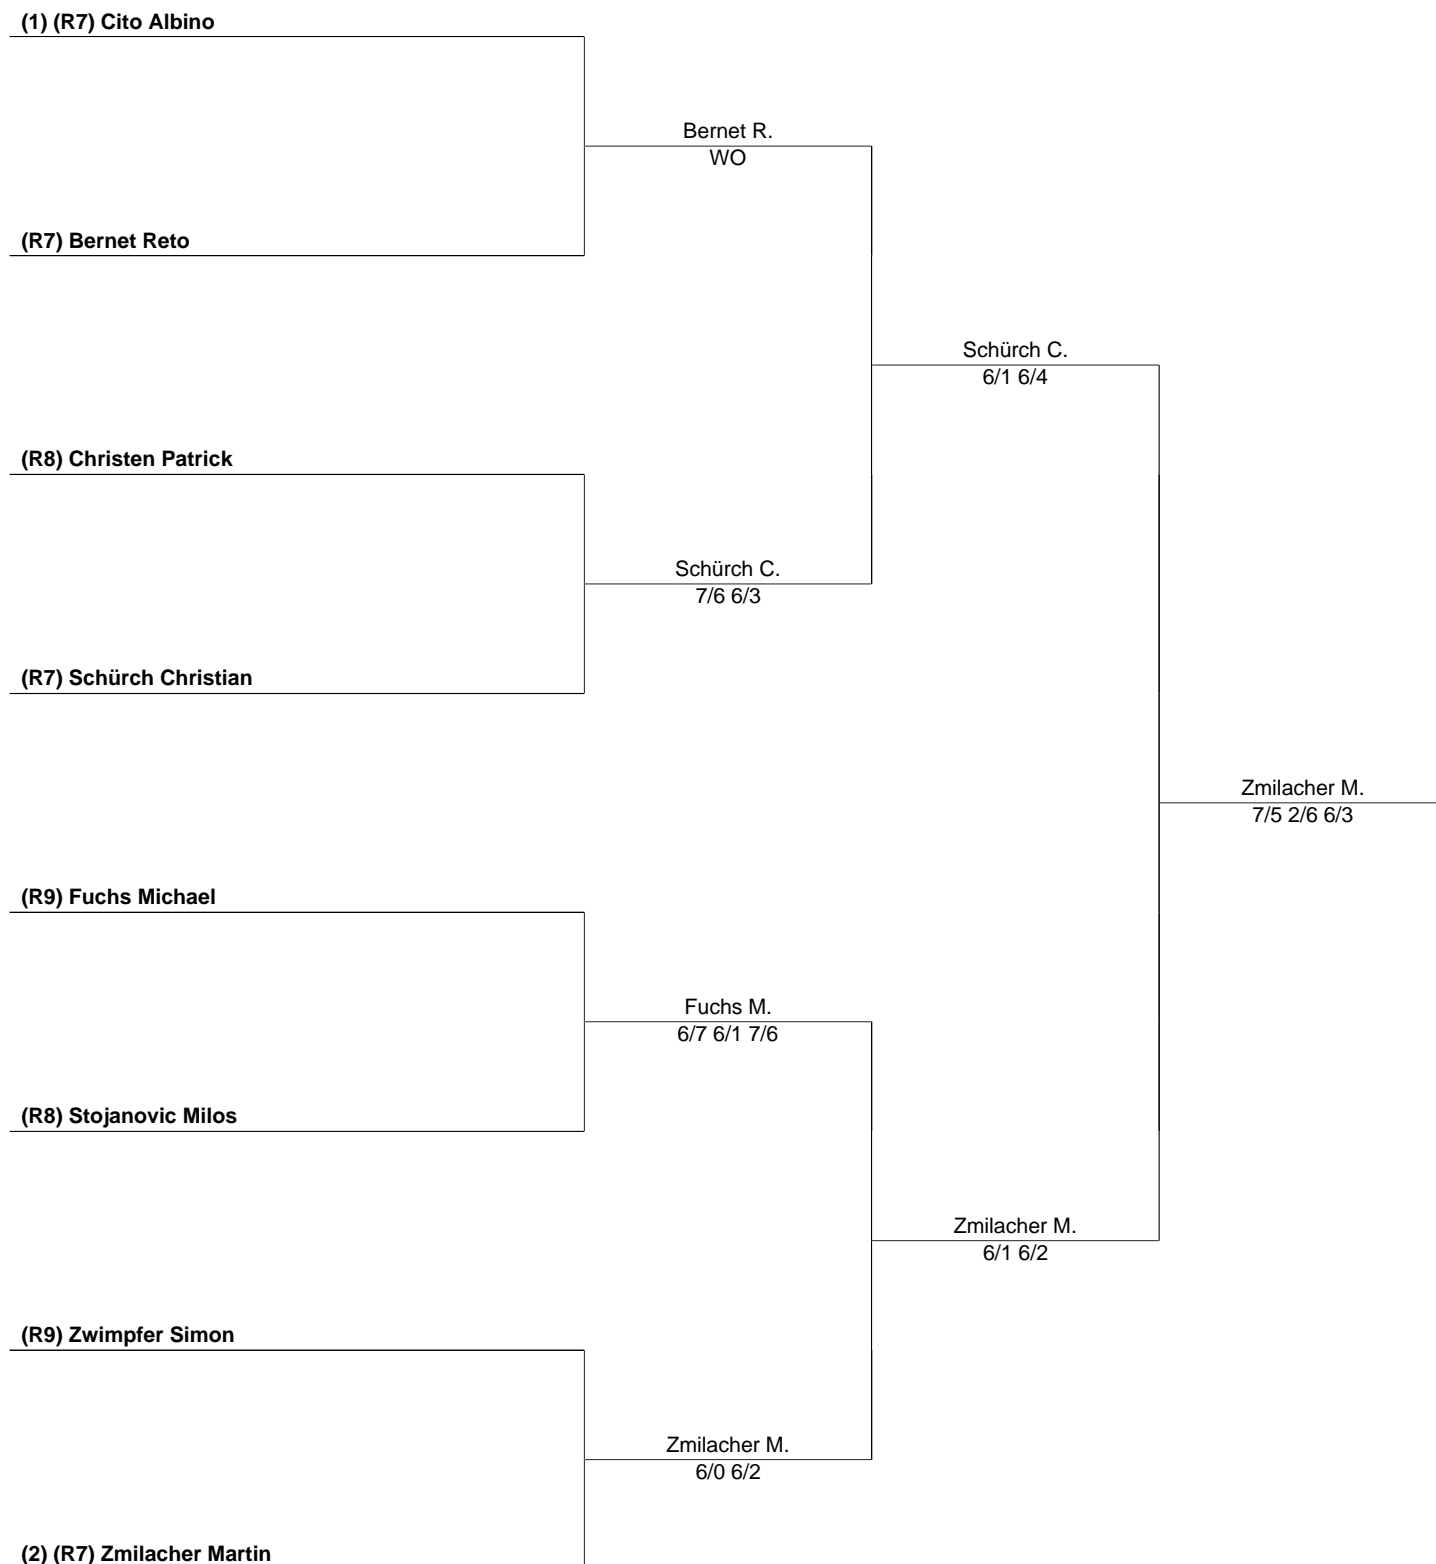 (1) (R7) Cito Albino
Bernet R.
WO
(R7) Bernet Reto
Schürch C.
6/1 6/4
(R8) Christen Patrick
Schürch C.
7/6 6/3
(R7) Schürch Christian
Zmilacher M.
7/5 2/6 6/3
(R9) Fuchs Michael
Fuchs M.
6/7 6/1 7/6
(R8) Stojanovic Milos
Zmilacher M.
6/1 6/2
(R9) Zwimpfer Simon
Zmilacher M.
6/0 6/2
(2) (R7) Zmilacher Martin